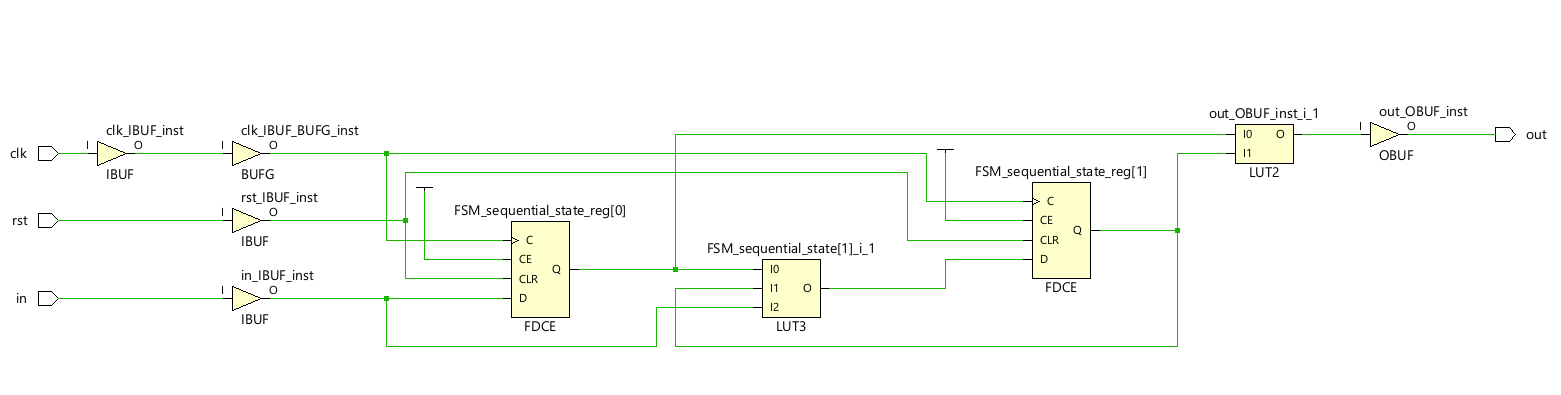 out_OBUF_inst_i_1
out_OBUF_inst
clk_IBUF_inst
clk_IBUF_BUFG_inst
I0
O
I
O
out
clk
I
O
I
O
I1
OBUF
LUT2
IBUF
BUFG
FSM_sequential_state_reg[1]
rst_IBUF_inst
C
rst
I
O
FSM_sequential_state_reg[0]
CE
Q
IBUF
C
CLR
FSM_sequential_state[1]_i_1
CE
D
Q
I0
in_IBUF_inst
CLR
I1
O
FDCE
in
I
O
D
I2
IBUF
FDCE
LUT3